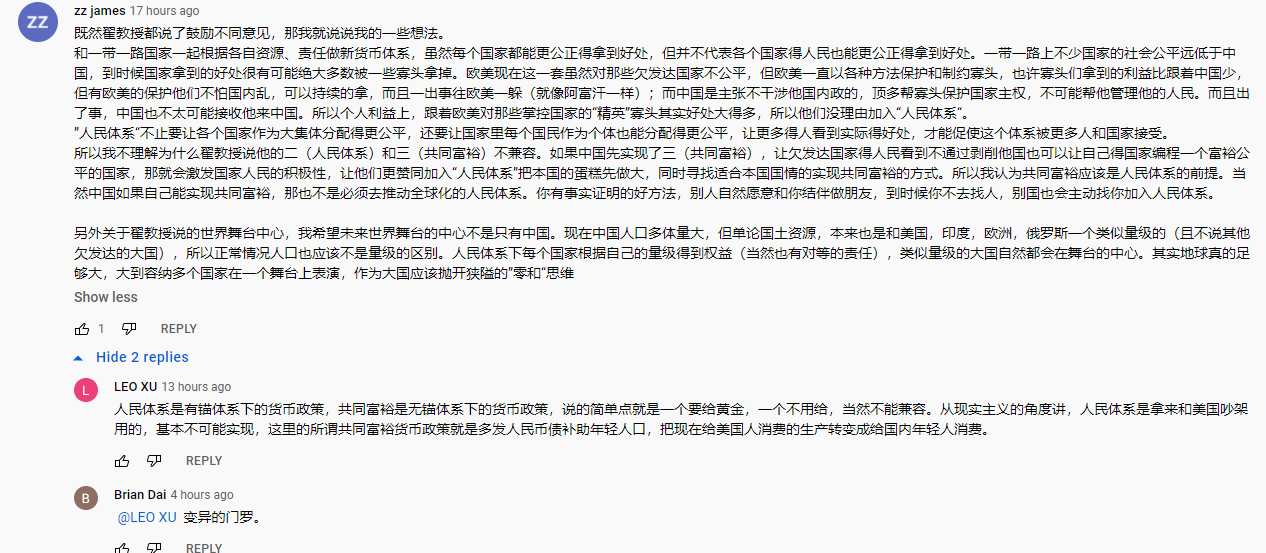 ZZ
zz james 17 hours ago
既然翟教授都说了鼓励不同意见，那我就说说我的一些想法。
和一带一路国家一起根据各自资源、责任做新货币体系，虽然每个国家都能更公正得拿到好处，但并不代表各个国家得人民也能更公正得拿到好处。一带一路上不少国家的社会公平远低于中
国，到时候国家拿到的好处很有可能绝大多数被一些寡头拿掉。欧美现在这一套虽然对那些欠发达国家不公平，但欧美一直以各种方法保护和制约寡头，也许寡头们拿到的利益比跟着中国少，
但有欧美的保护他们不怕国内乱，可以持续的拿，而且一出事往欧美一躲（就像阿富汗一样）；而中国是主张不干涉他国内政的，顶多帮寡头保护国家主权，不可能帮他管理他的人民。而且出
了事，中国也不太可能接收他来中国。所以个人利益上，跟着欧美对那些掌控国家的“精英”寡头其实好处大得多，所以他们没理由加入“人民体系“。
”人民体系“不止要让各个国家作为大集体分配得更公平，还要让国家里每个国民作为个体也能分配得更公平，让更多得人看到实际得好处，才能促使这个体系被更多人和国家接受。
所以我不理解为什么翟教授说他的二（人民体系）和三（共同富裕）不兼容。如果中国先实现了三（共同富裕），让欠发达国家得人民看到不通过剥削他国也可以让自己得国家编程一个富裕公
平的国家，那就会激发国家人民的积极性，让他们更赞同加入“人民体系”把本国的蛋糕先做大，同时寻找适合本国国情的实现共同富裕的方式。所以我认为共同富裕应该是人民体系的前提。当
然中国如果自己能实现共同富裕，那也不是必须去推动全球化的人民体系。你有事实证明的好方法，别人自然愿意和你结伴做朋友，到时候你不去找人，别国也会主动找你加入人民体系。
另外关于翟教授说的世界舞台中心，我希望未来世界舞台的中心不是只有中国。现在中国人口多体量大，但单论国土资源，本来也是和美国，印度，欧洲，俄罗斯一个类似量级的（且不说其他
欠发达的大国），所以正常情况人口也应该不是量级的区别。人民体系下每个国家根据自己的量级得到权益（当然也有对等的责任），类似量级的大国自然都会在舞台的中心。其实地球真的足
够大，大到容纳多个国家在一个舞台上表演，作为大国应该抛开狭隘的”零和“思维
Show less
1 REPLY
Hide 2 replies
L
LEO XU 13 hours ago
人民体系是有锚体系下的货币政策，共同富裕是无锚体系下的货币政策，说的简单点就是一个要给黄金，一个不用给，当然不能兼容。从现实主义的角度讲，人民体系是拿来和美国吵架
用的，基本不可能实现，这里的所谓共同富裕货币政策就是多发人民币债补助年轻人口，把现在给美国人消费的生产转变成给国内年轻人消费。
REPLY
B
Brian Dai 4 hours ago
@LEO XU 变异的门罗。
REPLY